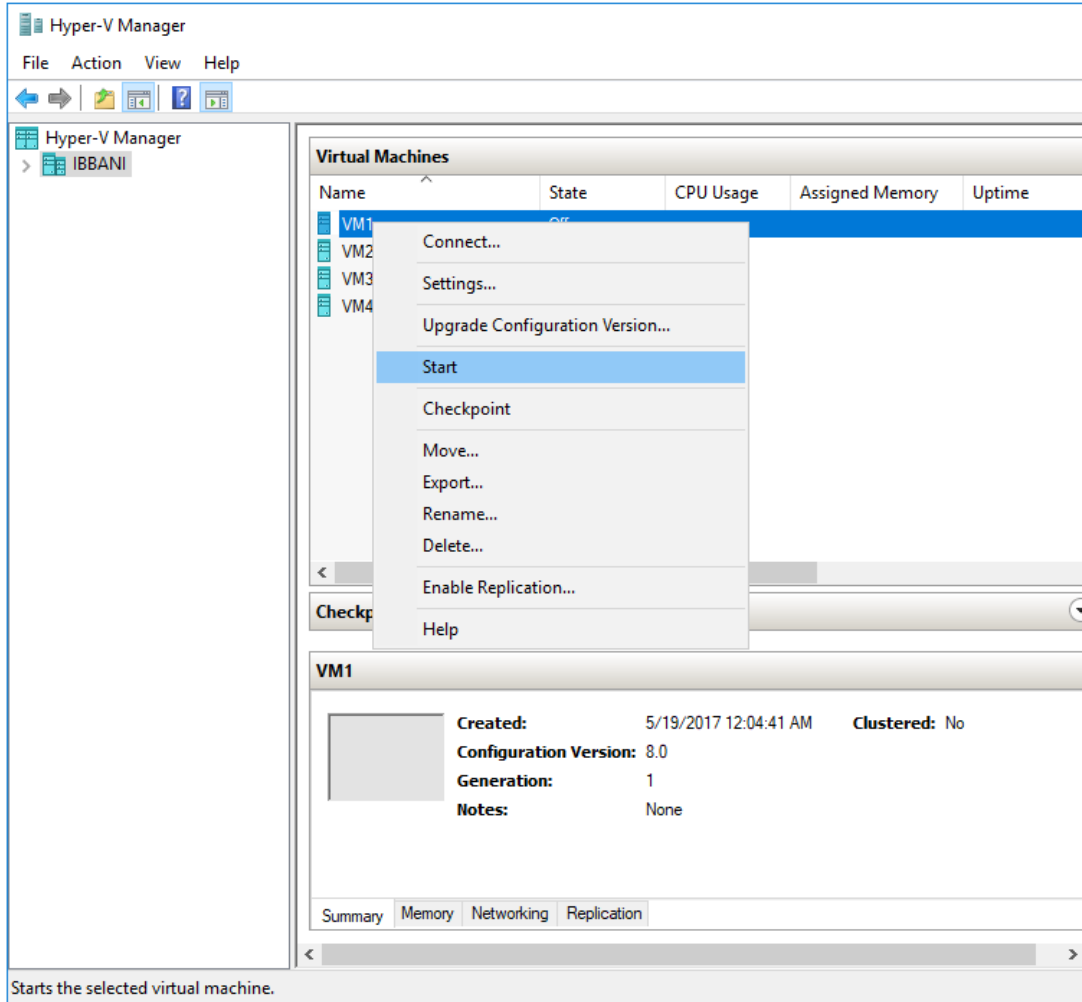 Hyper-V Manager
File Action View Help
Hyper-V Manager
IBBANI
Virtual Machines
Name State CPU Usage Assigned Memory Uptime
VM1 Off
VM2
VM3
VM4
Connect...
Settings...
Upgrade Configuration Version...
Start
Checkpoint
Move...
Export...
Rename...
Delete...
Enable Replication...
Help
Checkp
VM1
Created: 5/19/2017 12:04:41 AM Clustered: No
Configuration Version: 8.0
Generation: 1
Notes: None
Summary Memory Networking Replication
Starts the selected virtual machine.